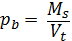 p_b = M_s / V_t